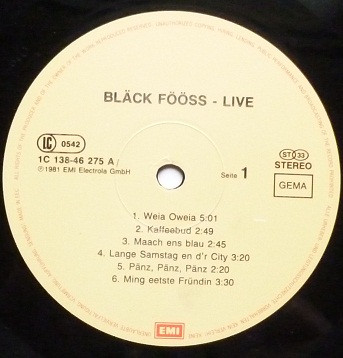 BLÄCK FÖÖSS - LIVE
LC 0542
1C 138-46 275 A
℗1981 EMI Electrola GmbH
Seite 1
ST 33
STEREO
GEMA
1. Weia Oweia 5:01
2. Kaffeebud 2:49
3. Maach ens blau 2:45
4. Lange Samstag en d'r City 3:20
5. Pänz, Pänz, Pänz 2:20
6. Ming eetste Fründin 3:30
EMI